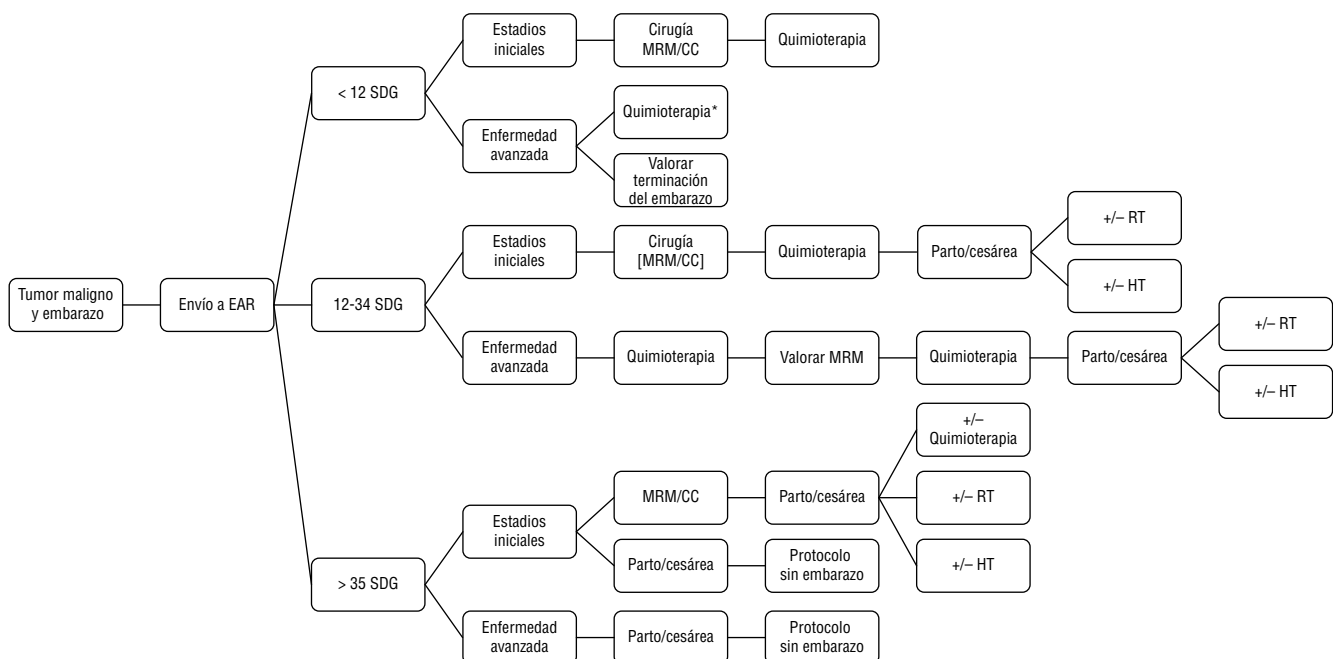 Tumor maligno
y embarazo
Envío a EAR
< 12 SDG
Estadios
iniciales
Cirugía
MRM/CC
Quimioterapia
Enfermedad
avanzada
Quimioterapia*
Valorar
terminación
del embarazo
12-34 SDG
Estadios
iniciales
Cirugía
[MRM/CC]
Quimioterapia
Parto/cesárea
+/– RT
+/– HT
Enfermedad
avanzada
Quimioterapia
Valorar MRM
Quimioterapia
Parto/cesárea
+/– RT
+/– HT
> 35 SDG
Estadios
iniciales
MRM/CC
Parto/cesárea
+/–
Quimioterapia
+/– RT
+/– HT
Parto/cesárea
Protocolo
sin embarazo
Enfermedad
avanzada
Parto/cesárea
Protocolo
sin embarazo